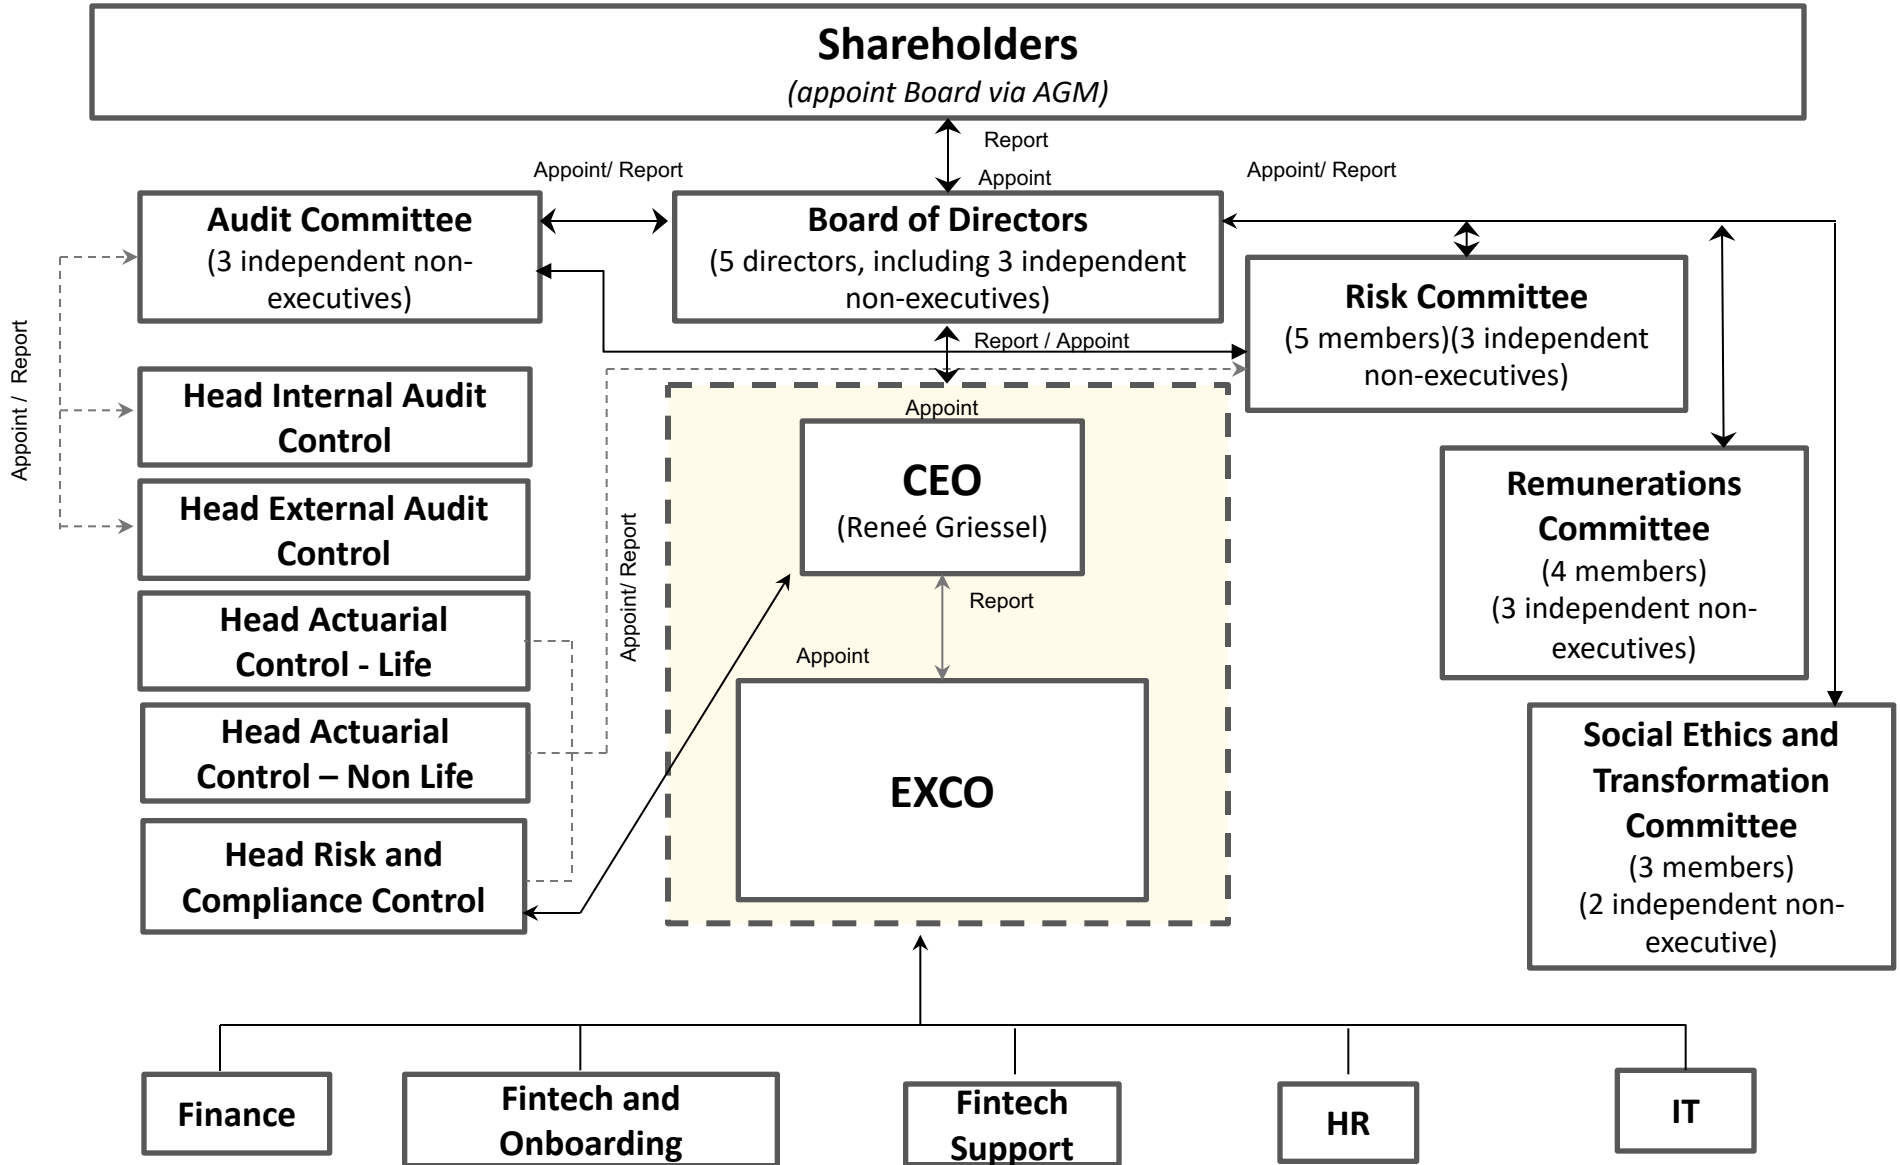 Shareholders
(appoint Board via AGM)
Report
Appoint/ Report
Appoint
Appoint/ Report
Audit Committee
(3 independent non-
executives)
Board of Directors
(5 directors, including 3 independent
non-executives)
Risk Committee
(5 members)(3 independent
non-executives)
Report / Appoint
Appoint / Report
Head Internal Audit
Control
Head External Audit
Control
Head Actuarial
Control - Life
Head Actuarial
Control – Non Life
Head Risk and
Compliance Control
Appoint/ Report
Appoint
CEO
(Reneé Griessel)
Report
Appoint
EXCO
Remunerations
Committee
(4 members)
(3 independent non-
executives)
Social Ethics and
Transformation
Committee
(3 members)
(2 independent non-
executive)
Finance
Fintech and
Onboarding
Fintech
Support
HR
IT